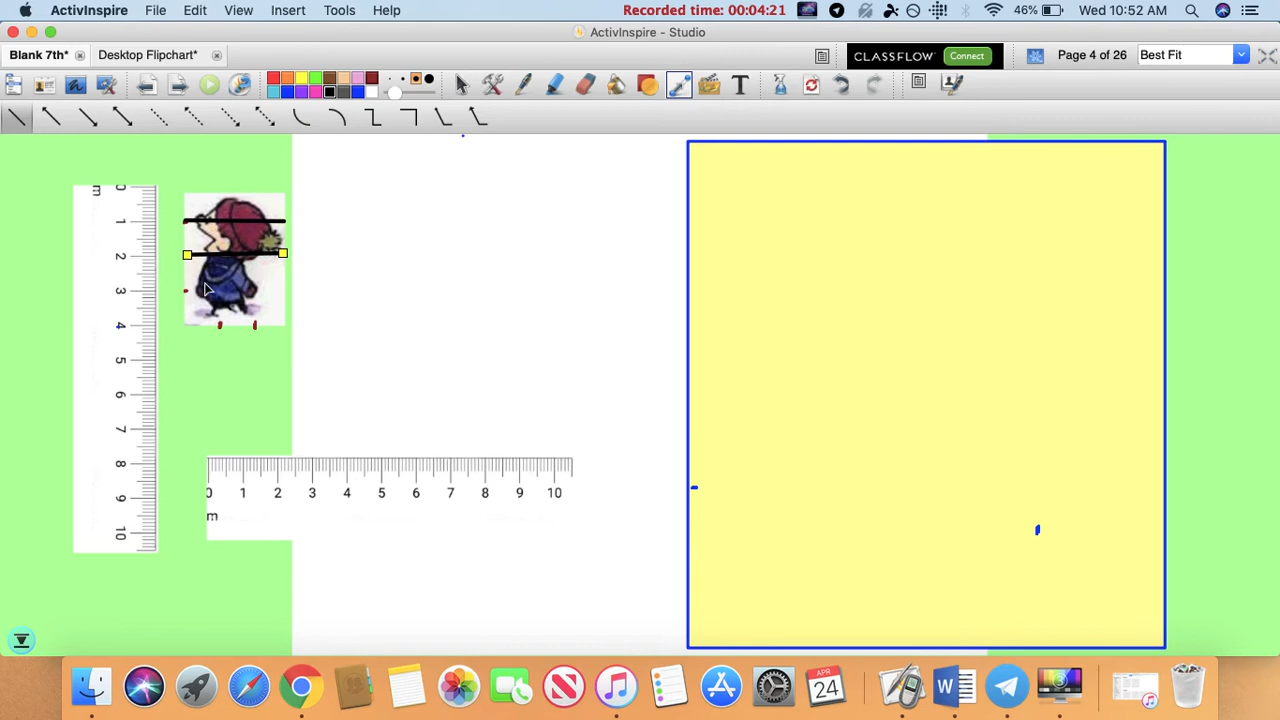 ActivInspire File Edit View Insert Tools Help Recorded time: 00:04:21 46% Wed 10:52 AM
ActivInspire - Studio
Blank 7th* Desktop Flipchart* CLASSFLOW Connect Page 4 of 26 Best Fit
T
m 0 1 2 3 4 5 6 7 8 9 10
0 1 2 3 4 5 6 7 8 9 10
m
APR
24
W